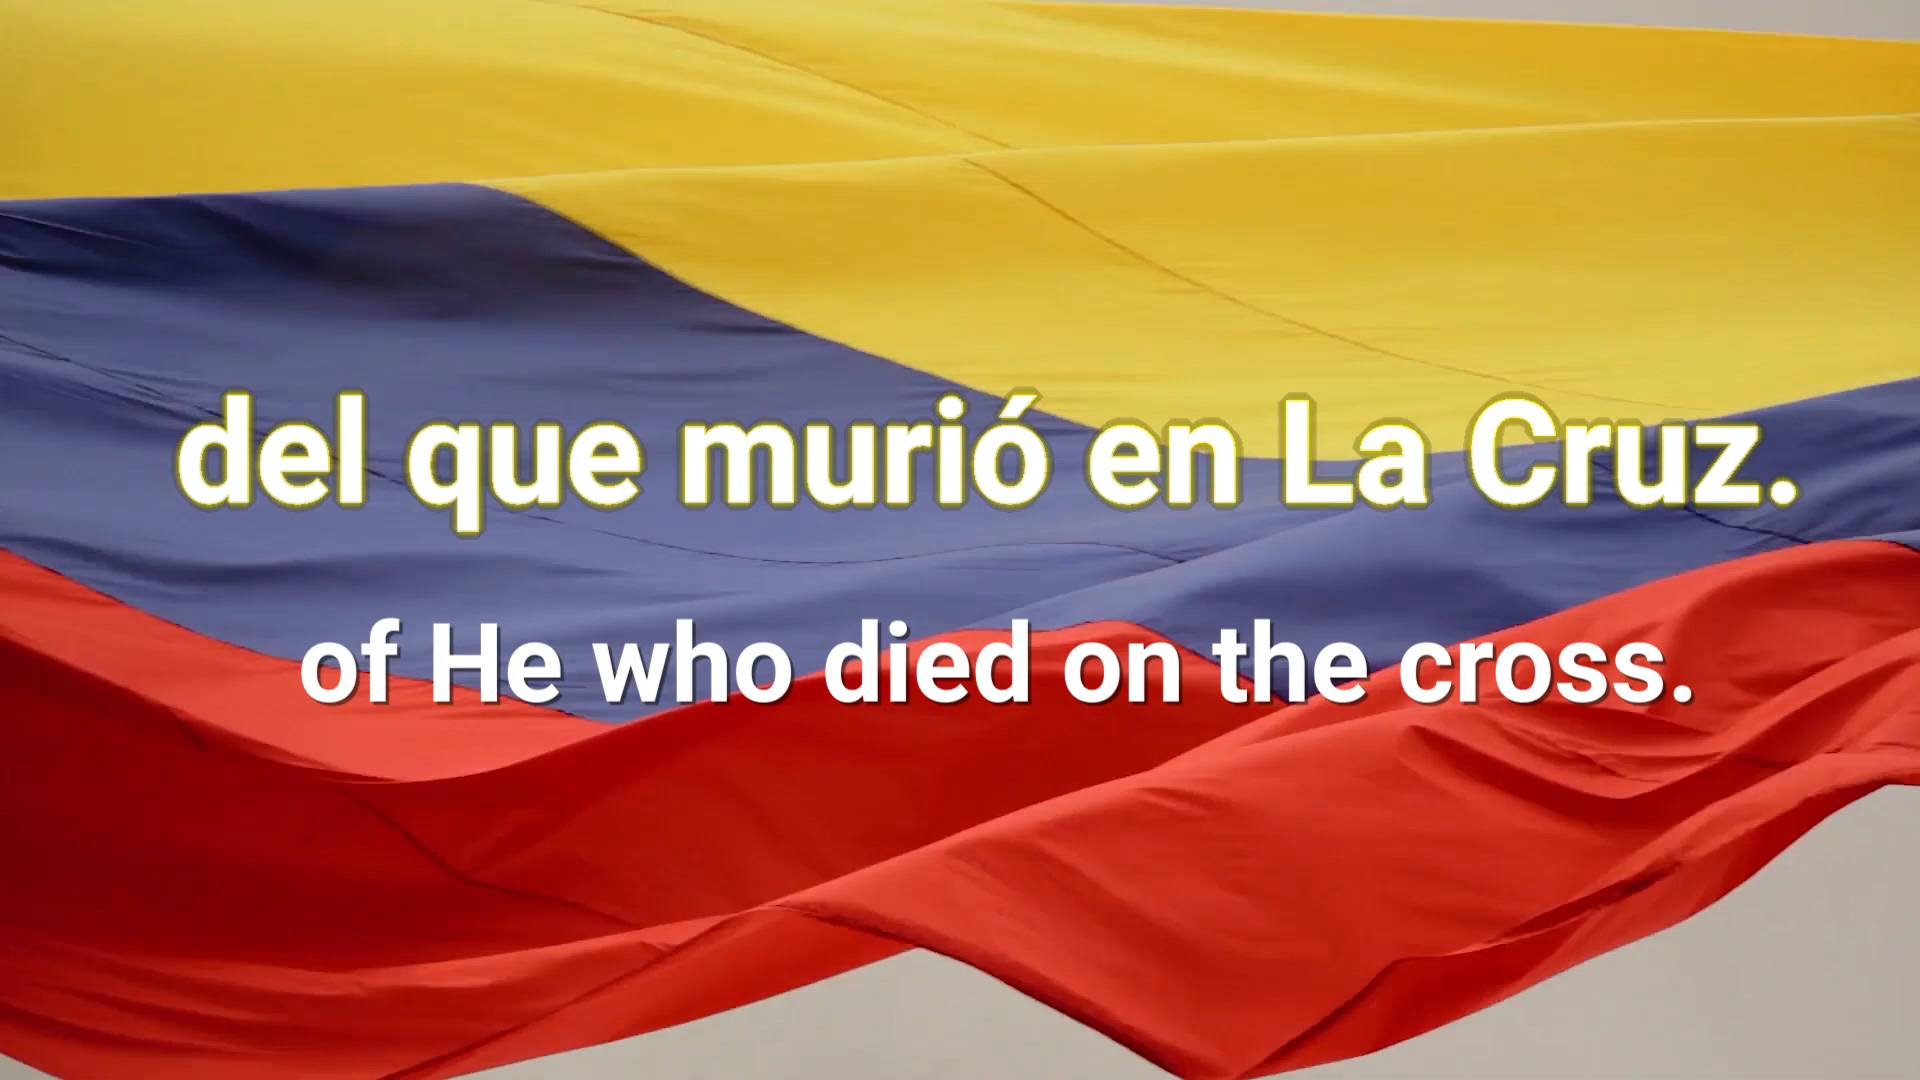 del que murió en La Cruz.
of He who died on the cross.